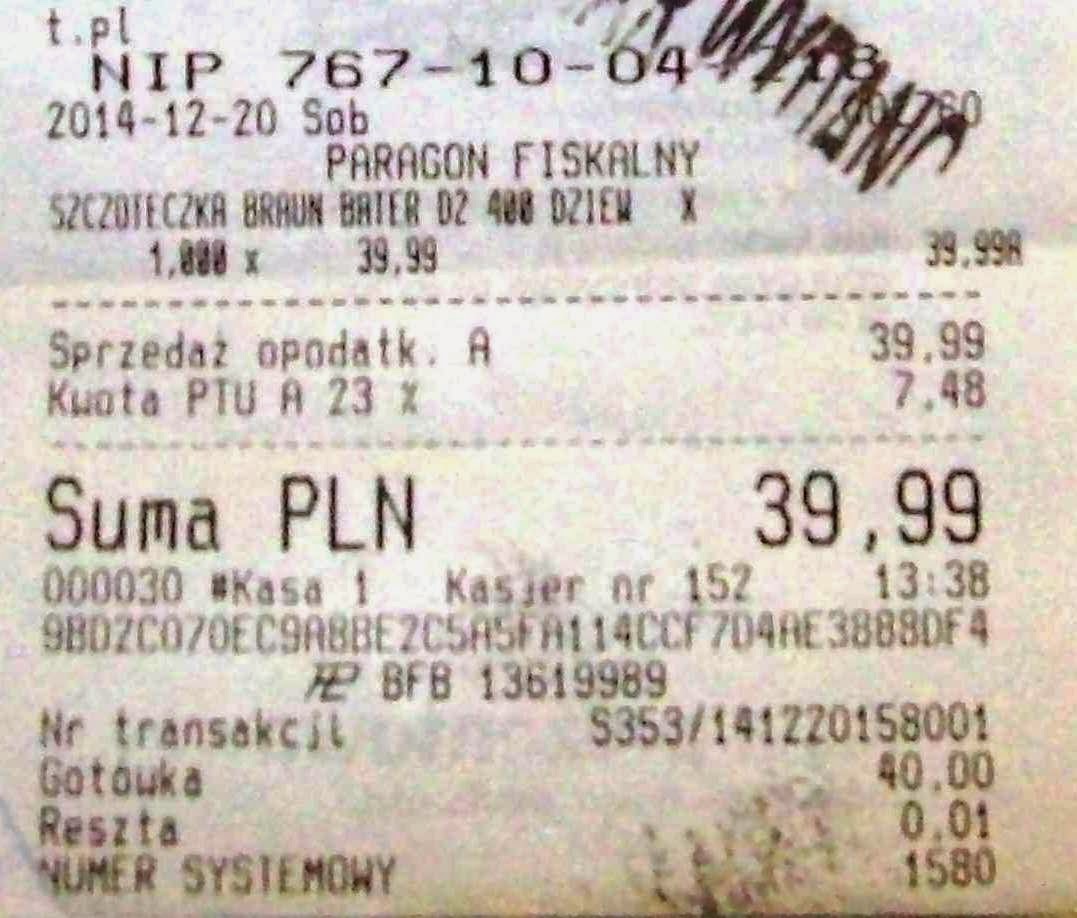 t.pl
NIP 767-10-04
2014-12-20 Sob
PARAGON FISKALNY
SZCZOTECZKA BRAUN BATER D2 400 DZIEW X
1,000 x 39,99 39,99A
Sprzedaż opodatk. A 39,99
Kwota PTU A 23 % 7,48
Suma PLN 39,99
000030 #Kasa 1 Kasjer nr 152 13:38
9BD2C070EC9A8BE2C5A5FA114CCF7D4AE3888DF4
BFB 13619989
Nr transakcji S353/141220158001
Gotówka 40.00
Reszta 0.01
NUMER SYSTEMOWY 1580